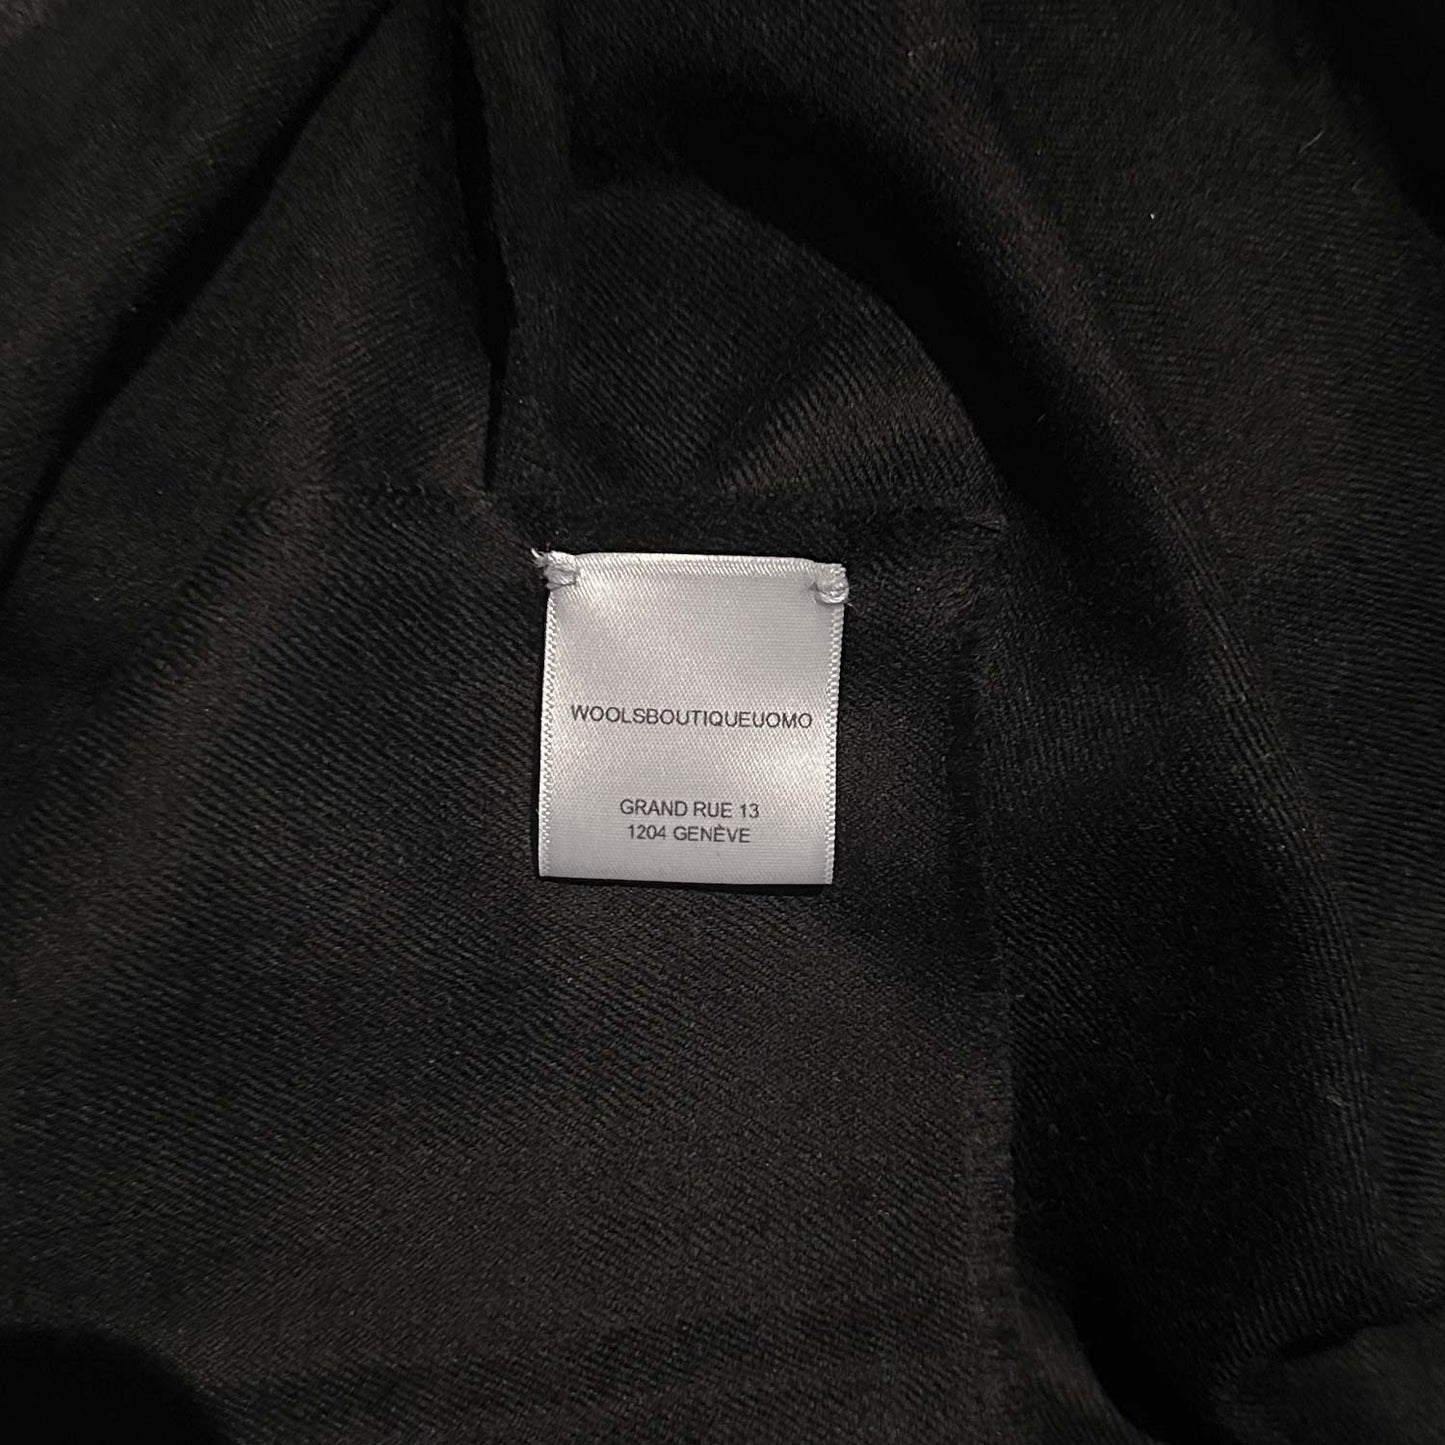 WOOLSBOUTIQUEUOMO
GRAND RUE 13
1204 GENÈVE